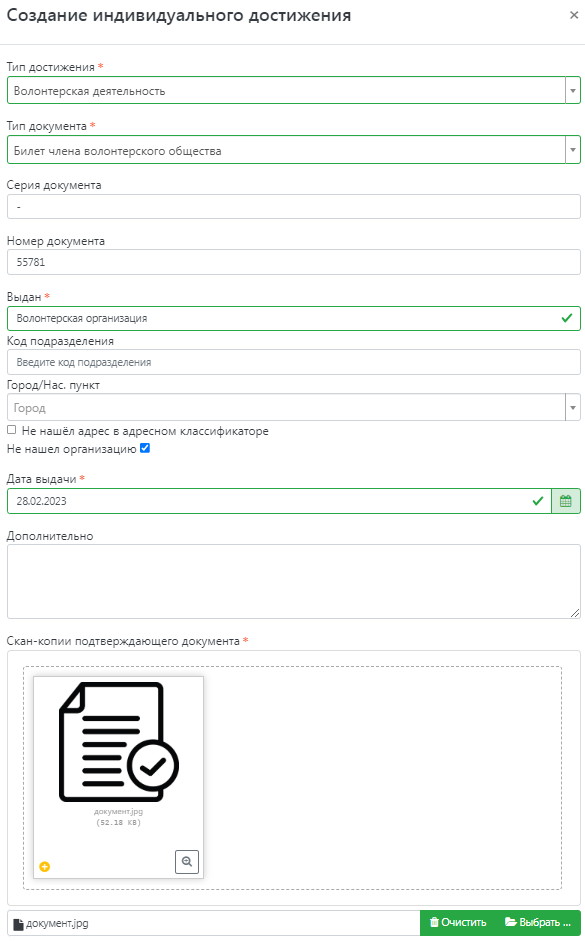 Создание индивидуального достижения ×
Тип достижения *
Волонтерская деятельность
Тип документа *
Билет члена волонтерского общества
Серия документа
-
Номер документа
55781
Выдан *
Волонтерская организация
Код подразделения
Введите код подразделения
Город/Нас. пункт
Город
Не нашёл адрес в адресном классификаторе
Не нашел организацию
Дата выдачи *
28.02.2023
Дополнительно
Скан-копии подтверждающего документа *
документ.jpg
(52.18 KB)
документ.jpg Очистить Выбрать ...